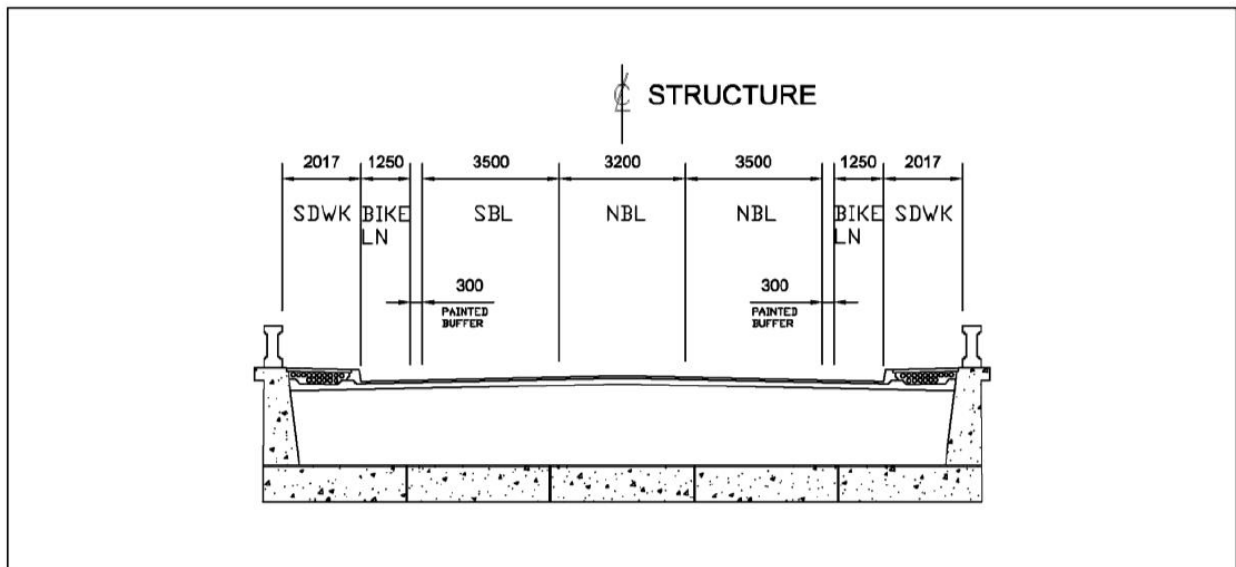 ℄ STRUCTURE
2017 1250 3500 3200 3500 1250 2017
SDWK BIKE LN SBL NBL NBL BIKE LN SDWK
300 300
PAINTED BUFFER PAINTED BUFFER